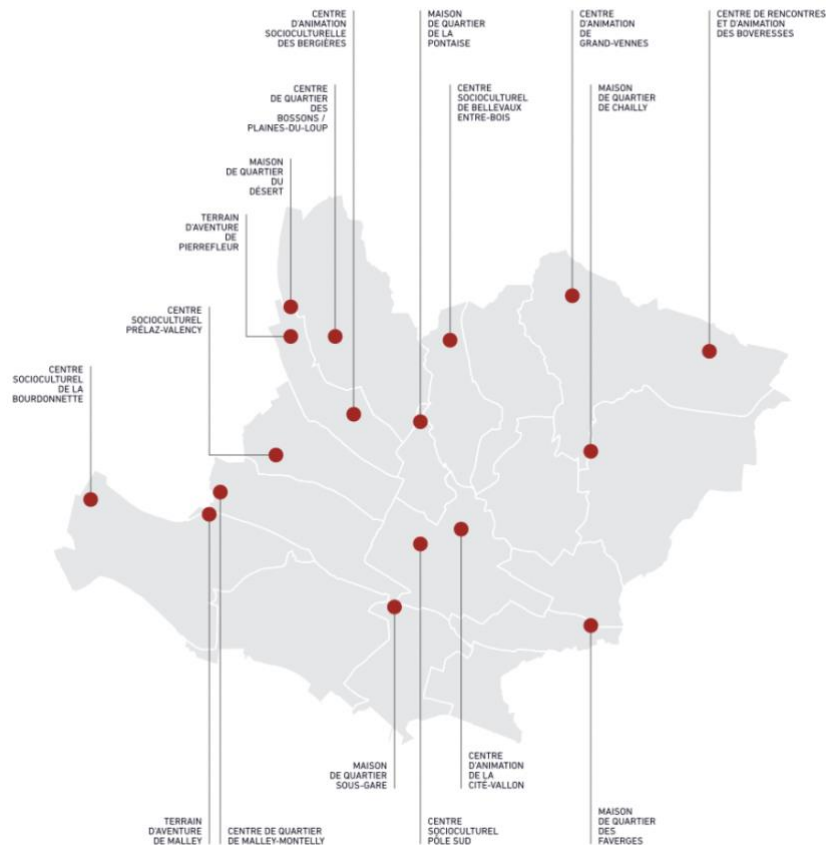 CENTRE
D'ANIMATION
SOCIOCULTURELLE
DES BERGIÈRES
MAISON
DE QUARTIER
DE LA
PONTAISE
CENTRE
D'ANIMATION
DE
GRAND-VENNES
CENTRE DE RENCONTRES
ET D'ANIMATION
DES BOVERESSES
CENTRE
DE QUARTIER
DES
BOSSONS /
PLAINES-DU-LOUP
CENTRE
SOCIOCULTUREL
DE BELLEVAUX
ENTRE-BOIS
MAISON
DE QUARTIER
DE CHAILLY
MAISON
DE QUARTIER
DU
DÉSERT
TERRAIN
D'AVENTURE
DE
PIERREFLEUR
CENTRE
SOCIOCULTUREL
PRÉLAZ-VALENCY
CENTRE
SOCIOCULTUREL
DE LA
BOURDONNETTE
MAISON
DE QUARTIER
SOUS-GARE
CENTRE
D'ANIMATION
DE LA
CITÉ-VALLON
TERRAIN
D'AVENTURE
DE MALLEY
CENTRE DE QUARTIER
DE MALLEY-MONTELLY
CENTRE
SOCIOCULTUREL
PÔLE SUD
MAISON
DE QUARTIER
DES
FAVERGES